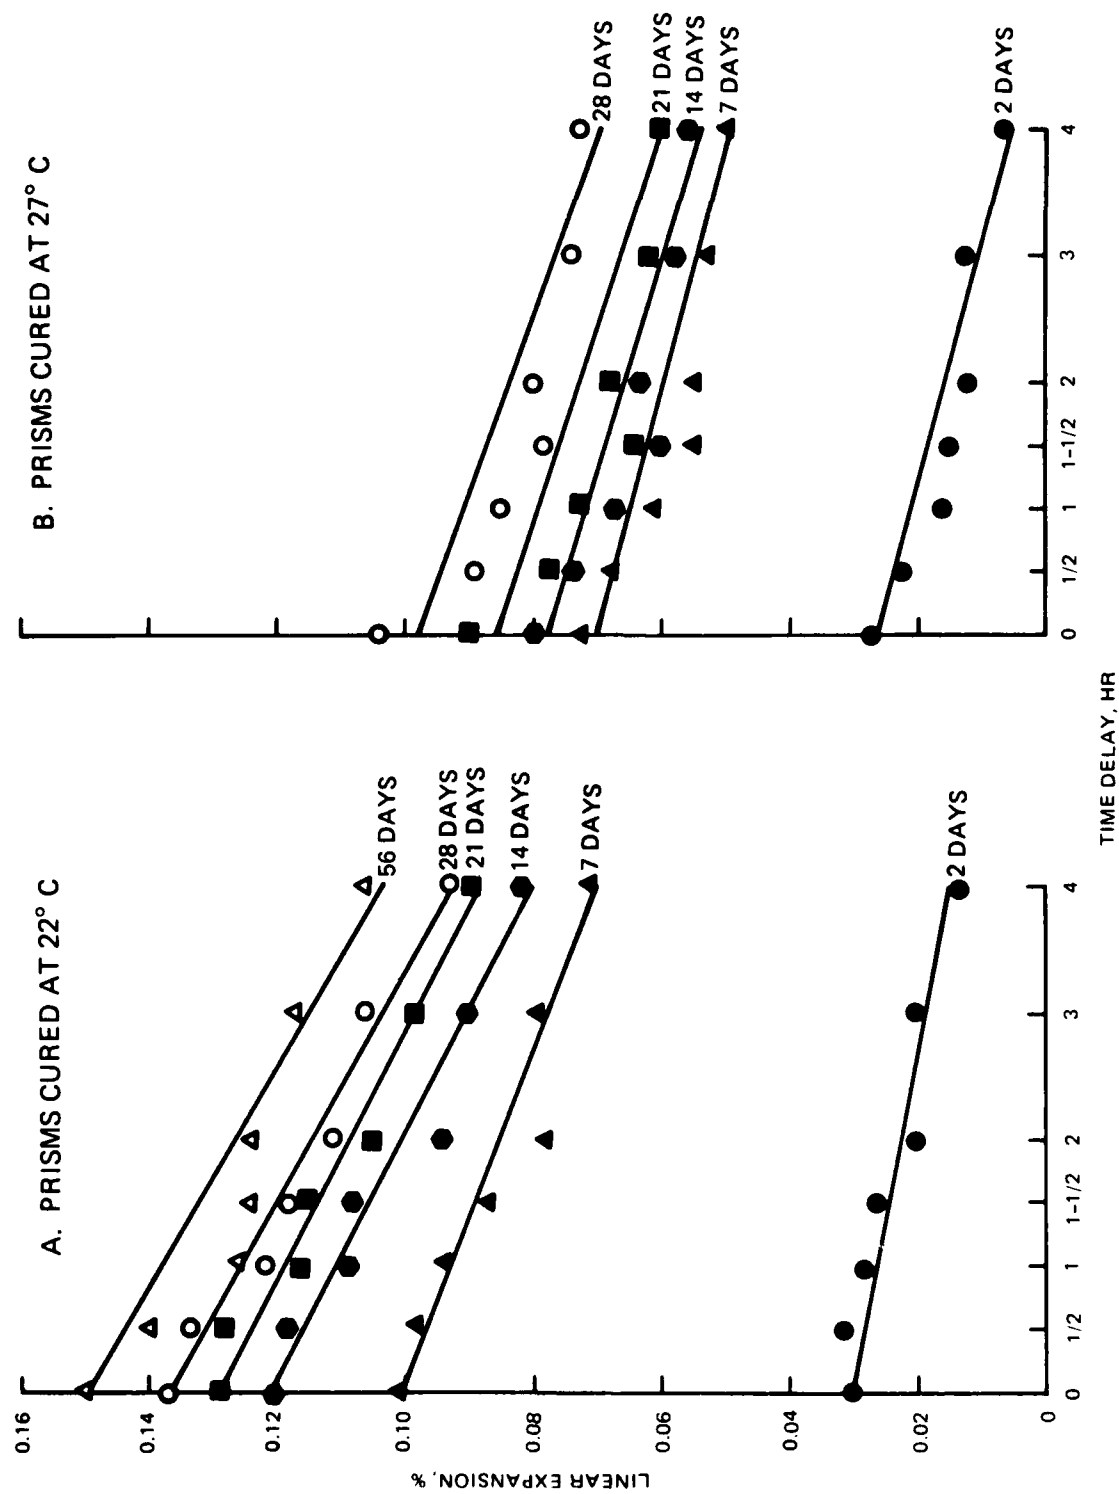 A. PRISMS CURED AT 22° C
LINEAR EXPANSION, %
0.16
0.14
0.12
0.10
0.08
0.06
0.04
0.02
0
56 DAYS
28 DAYS
21 DAYS
14 DAYS
7 DAYS
2 DAYS
0
1/2
1
1-1/2
2
3
4
B. PRISMS CURED AT 27° C
28 DAYS
21 DAYS
14 DAYS
7 DAYS
2 DAYS
0
1/2
1
1-1/2
2
3
4
TIME DELAY, HR